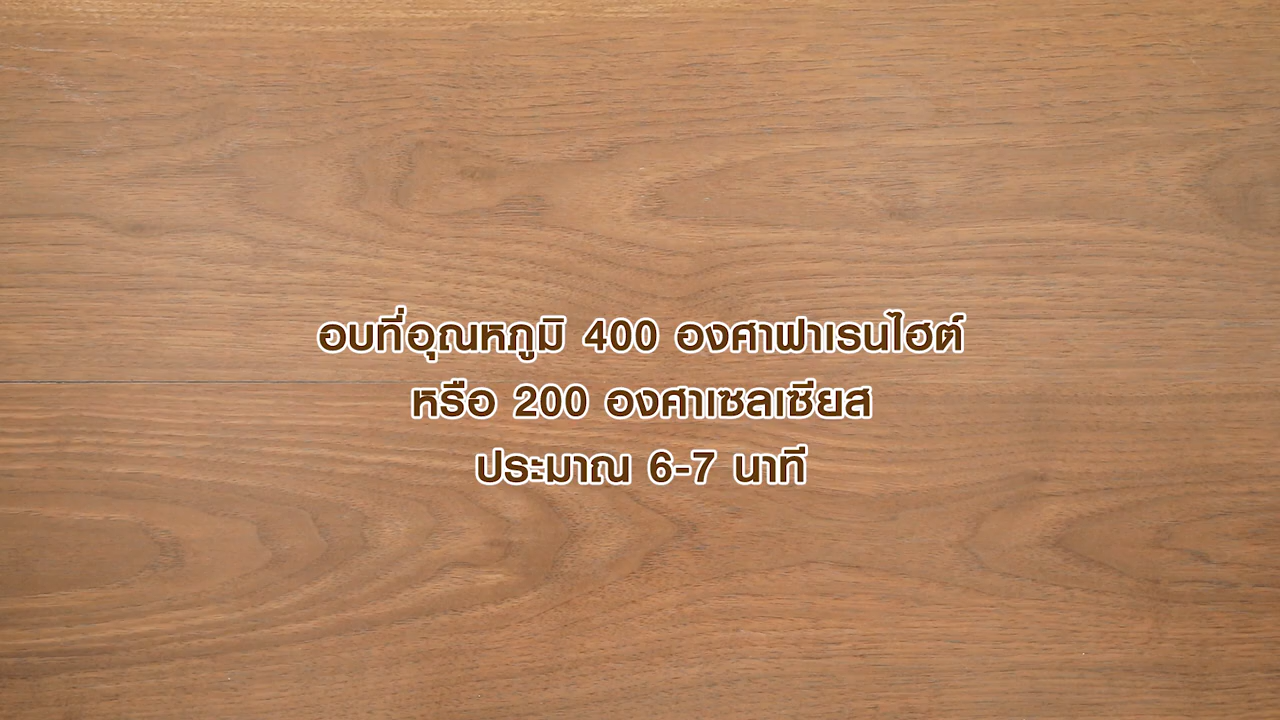 อบที่อุณหภูมิ 400 องศาฟาเรนไฮต์
หรือ 200 องศาเซลเซียส
ประมาณ 6-7 นาที